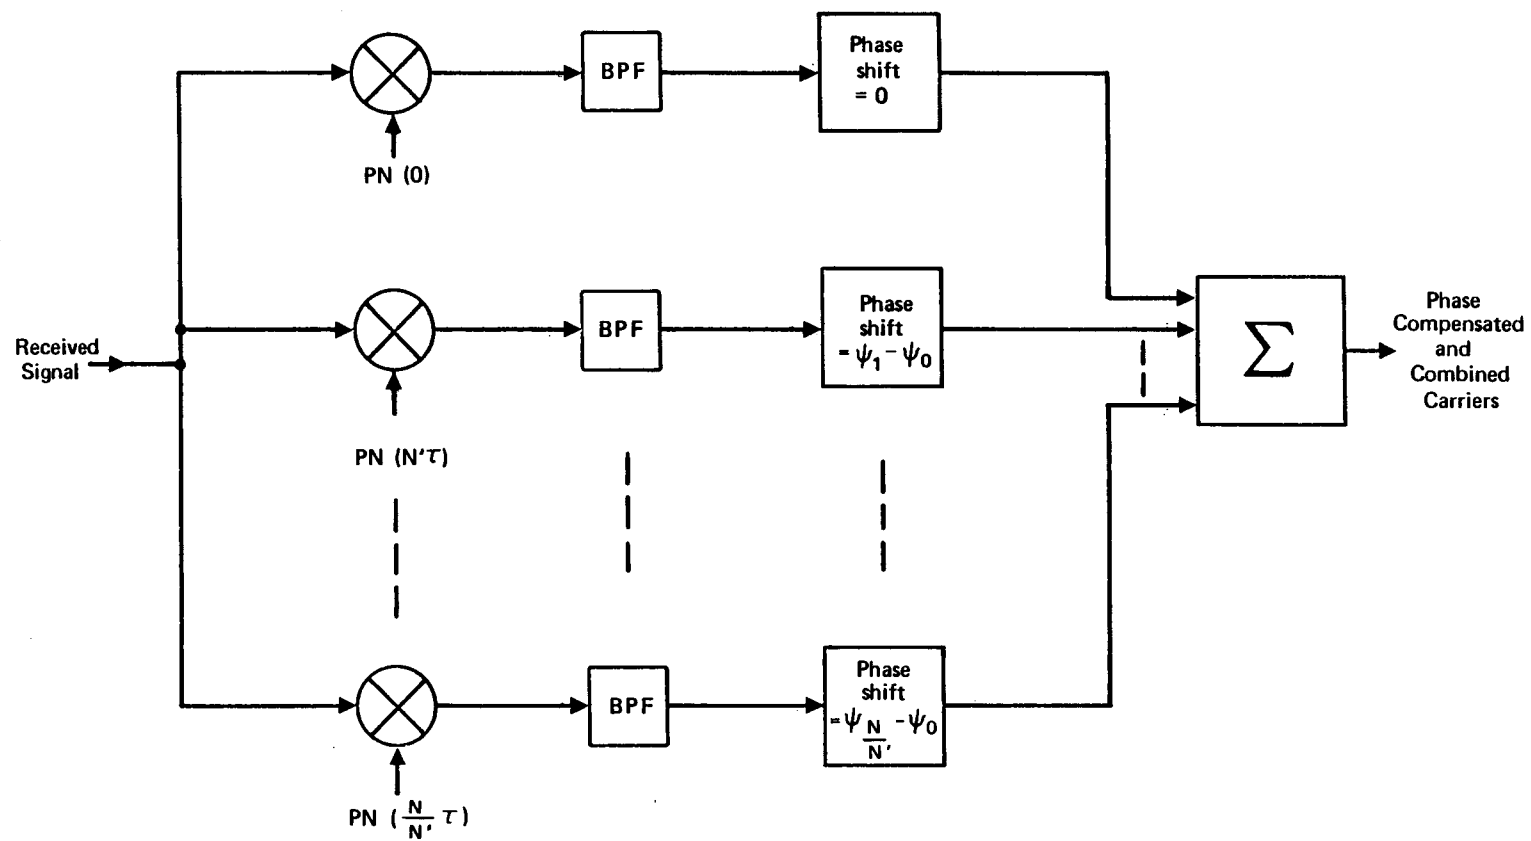 BPF
Phase
shift
= 0
PN (0)
Received
Signal
BPF
Phase
shift
= ψ₁ - ψ₀
Σ
Phase
Compensated
and
Combined
Carriers
PN (N'τ)
BPF
Phase
shift
= ψ_{N/N'} - ψ₀
PN (N/N' τ)